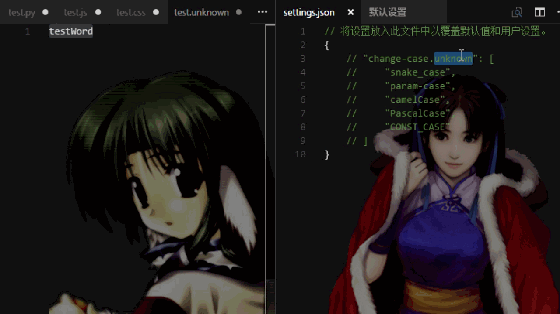 test.py test.js test.css test.unknown
1 testWord
settings.json 默认设置
1 // 将设置放入此文件中以覆盖默认值和用户设置。
2 {
3 // "change-case.unknown": [
4 // "snake_case",
5 // "param-case",
6 // "camelCase",
7 // "PascalCase",
8 // "CONST_CASE"
9 // ]
10 }